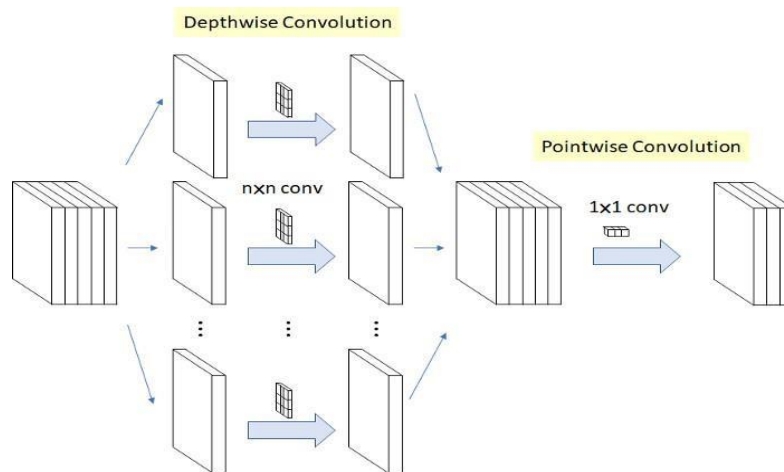 Depthwise Convolution
Pointwise Convolution
n×n conv
1×1 conv